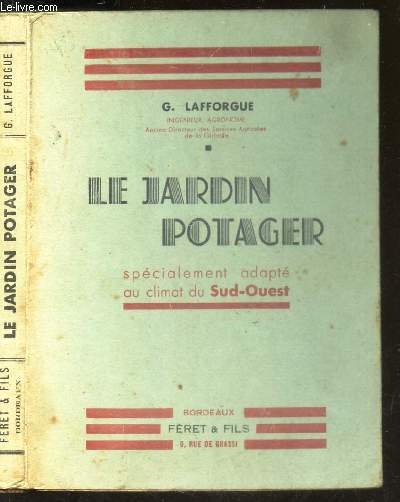 www.le-livre.com
G. LAFFORGUE
INGÉNIEUR AGRONOME
Ancien Directeur des Services Agricoles
de la Gironde
LE JARDIN
POTAGER
spécialement adapté
au climat du Sud-Ouest
BORDEAUX
FÉRET & FILS
9, RUE DE GRASSI
G. LAFFORGUE
LE JARDIN POTAGER
FÉRET & FILS
BORDEAUX